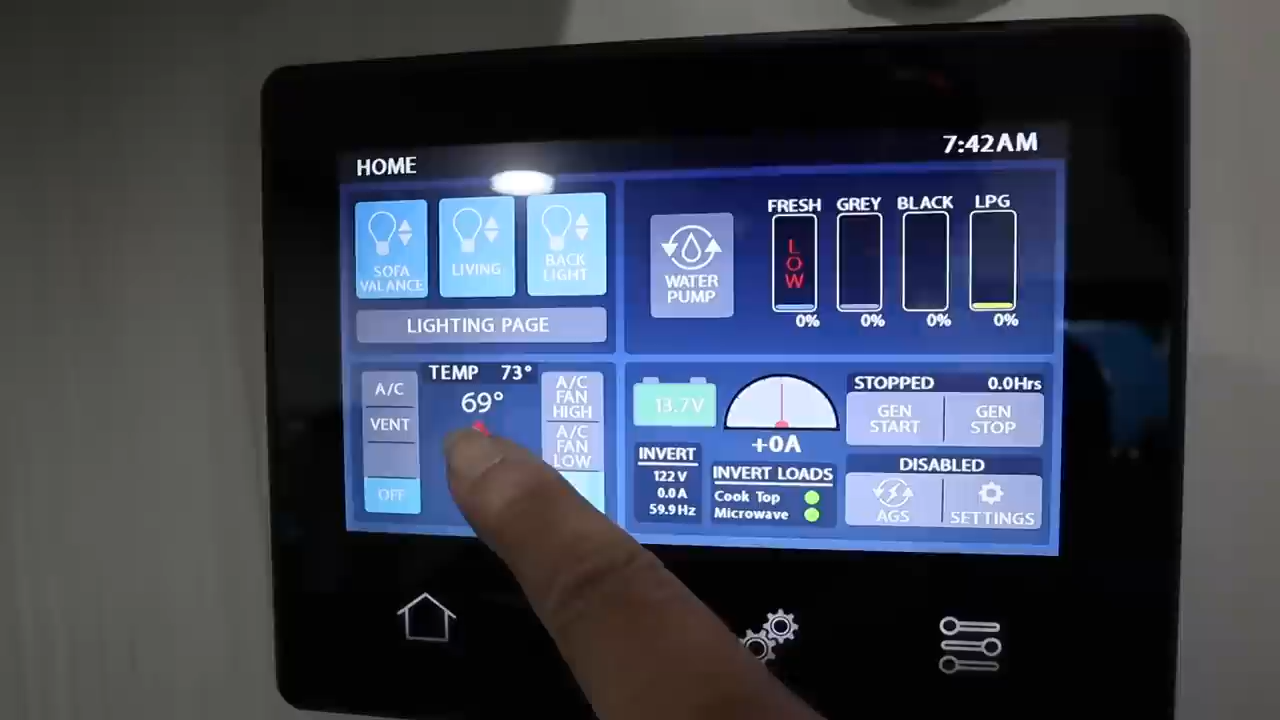 HOME
7:42AM
SOFA
VALANCE
LIVING
BACK
LIGHT
LIGHTING PAGE
WATER
PUMP
FRESH GREY BLACK LPG
LOW
0% 0% 0% 0%
TEMP 73°
69°
A/C
VENT
OFF
A/C
FAN
HIGH
A/C
FAN
LOW
13.7V
+0A
INVERT
122 V
0.0 A
59.9 Hz
INVERT LOADS
Cook Top
Microwave
STOPPED 0.0Hrs
GEN
START
GEN
STOP
DISABLED
AGS
SETTINGS